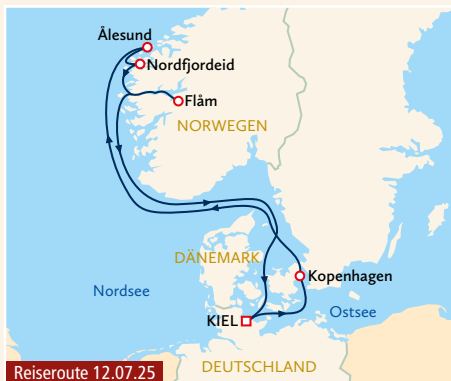 Ålesund
Nordfjordeid
Flåm
NORWEGEN
DÄNEMARK
Kopenhagen
Nordsee
Ostsee
KIEL
Reiseroute 12.07.25
DEUTSCHLAND